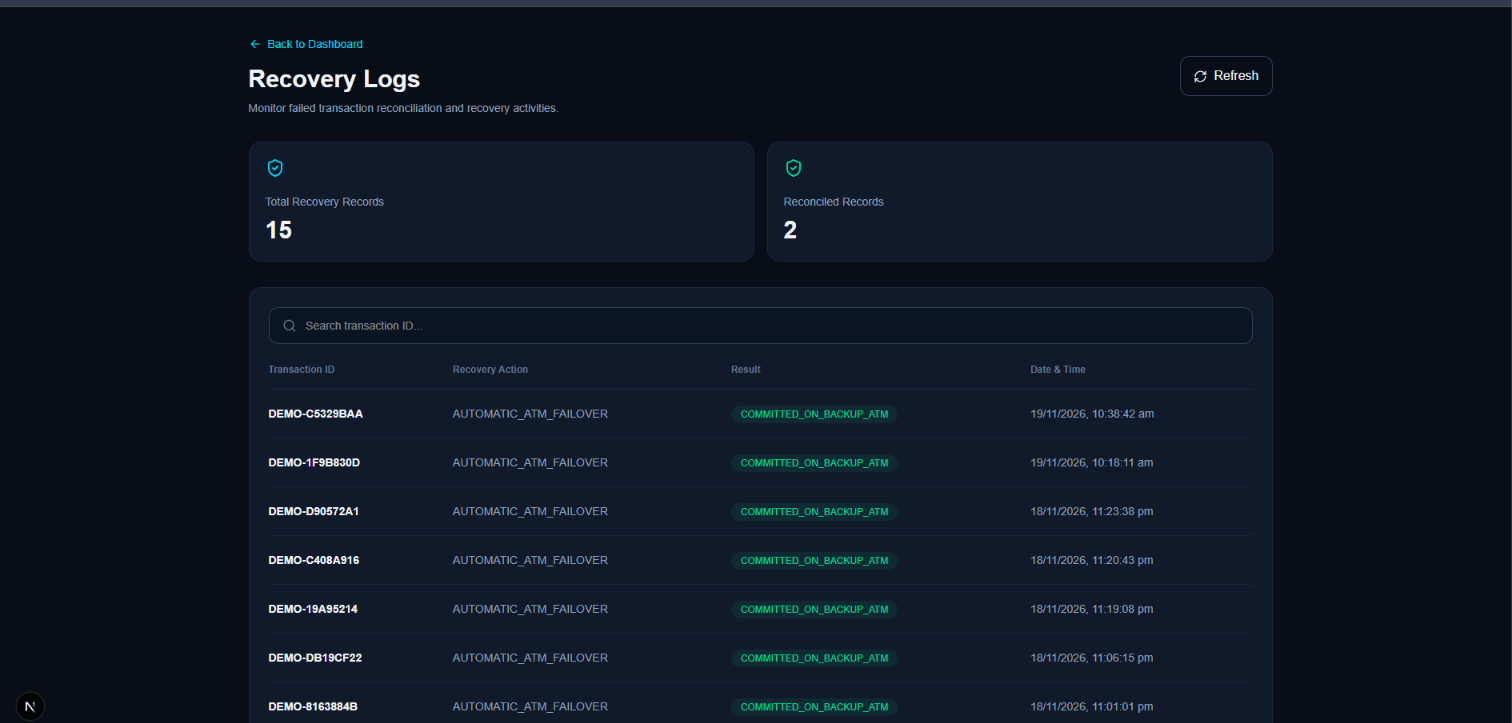 Back to Dashboard
Recovery Logs
Refresh
Monitor failed transaction reconciliation and recovery activities.
Total Recovery Records
15
Reconciled Records
2
Search transaction ID...
Transaction ID Recovery Action Result Date & Time
DEMO-C5329BAA AUTOMATIC_ATM_FAILOVER COMMITTED_ON_BACKUP_ATM 19/11/2026, 10:38:42 am
DEMO-1F9B830D AUTOMATIC_ATM_FAILOVER COMMITTED_ON_BACKUP_ATM 19/11/2026, 10:18:11 am
DEMO-D90572A1 AUTOMATIC_ATM_FAILOVER COMMITTED_ON_BACKUP_ATM 18/11/2026, 11:23:38 pm
DEMO-C408A916 AUTOMATIC_ATM_FAILOVER COMMITTED_ON_BACKUP_ATM 18/11/2026, 11:20:43 pm
DEMO-19A95214 AUTOMATIC_ATM_FAILOVER COMMITTED_ON_BACKUP_ATM 18/11/2026, 11:19:08 pm
DEMO-DB19CF22 AUTOMATIC_ATM_FAILOVER COMMITTED_ON_BACKUP_ATM 18/11/2026, 11:06:15 pm
DEMO-8163884B AUTOMATIC_ATM_FAILOVER COMMITTED_ON_BACKUP_ATM 18/11/2026, 11:01:01 pm
N